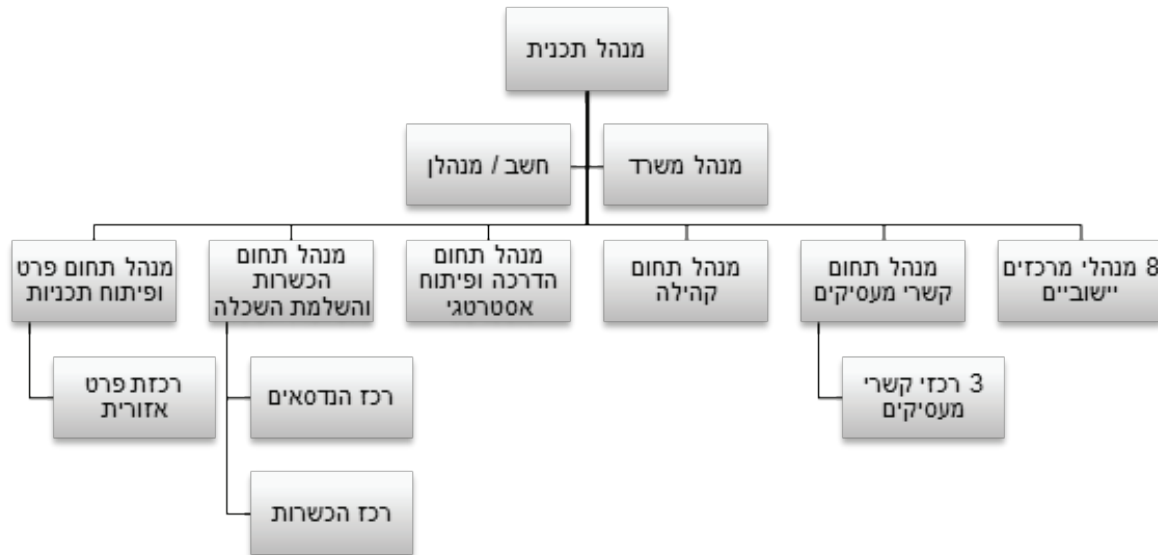 מנהל תכנית
מנהל משרד
חשב / מנהלן
8 מנהלי מרכזים
יישוביים
מנהל תחום
קשרי מעסיקים
מנהל תחום
קהילה
מנהל תחום
הדרכה ופיתוח
אסטרטגי
מנהל תחום
הכשרות
והשלמת השכלה
מנהל תחום פרט
ופיתוח תכניות
3 רכזי קשרי
מעסיקים
רכז הנדסאים
רכזת פרט
אזורית
רכז הכשרות